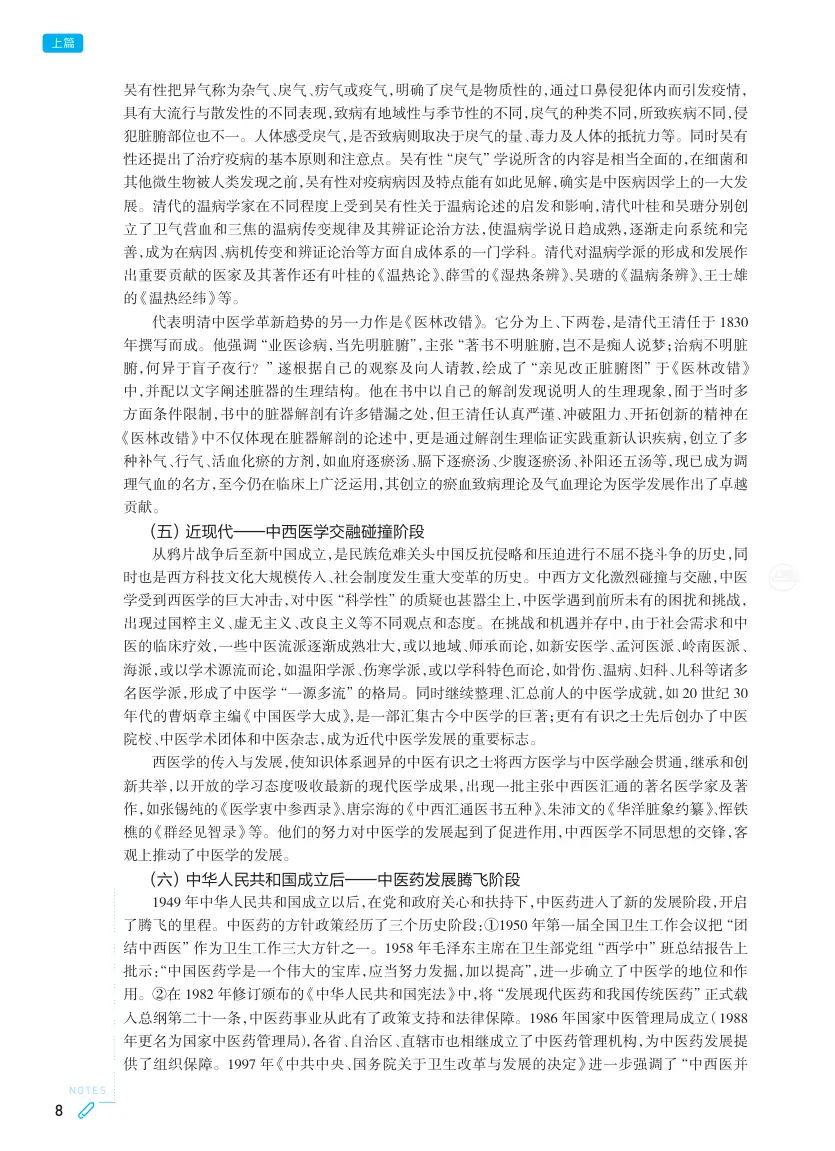 上篇
吴有性把异气称为杂气、戾气、疠气或疫气，明确了戾气是物质性的，通过口鼻侵犯体内而引发疫情，
具有大流行与散发性的不同表现，致病有地域性与季节性的不同，戾气的种类不同，所致疾病不同，侵
犯脏腑部位也不一。人体感受戾气，是否致病则取决于戾气的量、毒力及人体的抵抗力等。同时吴有
性还提出了治疗疫病的基本原则和注意点。吴有性“戾气”学说所含的内容是相当全面的，在细菌和
其他微生物被人类发现之前，吴有性对疫病病因及特点能有如此见解，确实是中医病因学上的一大发
展。清代的温病学家在不同程度上受到吴有性关于温病论述的启发和影响，清代叶桂和吴瑭分别创
立了卫气营血和三焦的温病传变规律及其辨证论治方法，使温病学说日趋成熟，逐渐走向系统和完
善，成为在病因、病机传变和辨证论治等方面自成体系的一门学科。清代对温病学派的形成和发展作
出重要贡献的医家及其著作还有叶桂的《温热论》、薛雪的《湿热条辨》、吴瑭的《温病条辨》、王士雄
的《温热经纬》等。
代表明清中医学革新趋势的另一力作是《医林改错》。它分为上、下两卷，是清代王清任于 1830
年撰写而成。他强调“业医诊病，当先明脏腑”，主张“著书不明脏腑，岂不是痴人说梦；治病不明脏
腑，何异于盲子夜行？”遂根据自己的观察及向人请教，绘成了“亲见改正脏腑图”于《医林改错》
中，并配以文字阐述脏器的生理结构。他在书中以自己的解剖发现说明人的生理现象，囿于当时多
方面条件限制，书中的脏器解剖有许多错漏之处，但王清任认真严谨、冲破阻力、开拓创新的精神在
《医林改错》中不仅体现在脏器解剖的论述中，更是通过解剖生理临证实践重新认识疾病，创立了多
种补气、行气、活血化瘀的方剂，如血府逐瘀汤、膈下逐瘀汤、少腹逐瘀汤、补阳还五汤等，现已成为调
理气血的名方，至今仍在临床上广泛运用，其创立的瘀血致病理论及气血理论为医学发展作出了卓越
贡献。
（五）近现代——中西医学交融碰撞阶段
从鸦片战争后至新中国成立，是民族危难关头中国反抗侵略和压迫进行不屈不挠斗争的历史，同
时也是西方科技文化大规模传入、社会制度发生重大变革的历史。中西方文化激烈碰撞与交融，中医
学受到西医学的巨大冲击，对中医“科学性”的质疑也甚嚣尘上，中医学遇到前所未有的困扰和挑战，
出现过国粹主义、虚无主义、改良主义等不同观点和态度。在挑战和机遇并存中，由于社会需求和中
医的临床疗效，一些中医流派逐渐成熟壮大，或以地域、师承而论，如新安医学、孟河医派、岭南医派、
海派，或以学术源流而论，如温阳学派、伤寒学派，或以学科特色而论，如骨伤、温病、妇科、儿科等诸多
名医学派，形成了中医学“一源多流”的格局。同时继续整理、汇总前人的中医学成就，如 20 世纪 30
年代的曹炳章主编《中国医学大成》，是一部汇集古今中医学的巨著；更有有识之士先后创办了中医
院校、中医学术团体和中医杂志，成为近代中医学发展的重要标志。
西医学的传入与发展，使知识体系迥异的中医有识之士将西方医学与中医学融会贯通，继承和创
新共举，以开放的学习态度吸收最新的现代医学成果，出现一批主张中西医汇通的著名医学家及著
作，如张锡纯的《医学衷中参西录》、唐宗海的《中西汇通医书五种》、朱沛文的《华洋脏象约纂》、恽铁
樵的《群经见智录》等。他们的努力对中医学的发展起到了促进作用，中西医学不同思想的交锋，客
观上推动了中医学的发展。
（六）中华人民共和国成立后——中医药发展腾飞阶段
1949 年中华人民共和国成立以后，在党和政府关心和扶持下，中医药进入了新的发展阶段，开启
了腾飞的里程。中医药的方针政策经历了三个历史阶段：①1950 年第一届全国卫生工作会议把“团
结中西医”作为卫生工作三大方针之一。1958 年毛泽东主席在卫生部党组“西学中”班总结报告上
批示：“中国医药学是一个伟大的宝库，应当努力发掘，加以提高”，进一步确立了中医学的地位和作
用。②在 1982 年修订颁布的《中华人民共和国宪法》中，将“发展现代医药和我国传统医药”正式载
入总纲第二十一条，中医药事业从此有了政策支持和法律保障。1986 年国家中医管理局成立（1988
年更名为国家中医药管理局），各省、自治区、直辖市也相继成立了中医药管理机构，为中医药发展提
供了组织保障。1997 年《中共中央、国务院关于卫生改革与发展的决定》进一步强调了“中西医并
NOTES
8